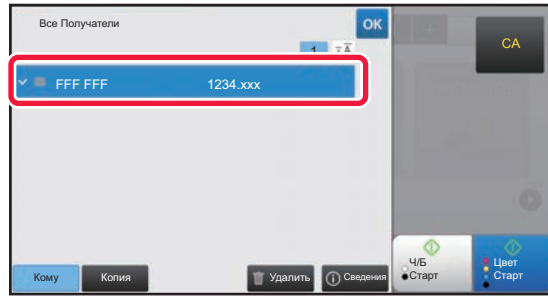 Все Получатели
OK
CA
1
FFF FFF 1234.xxx
Кому
Копия
Удалить
Сведения
Ч/Б
Старт
Цвет
Старт